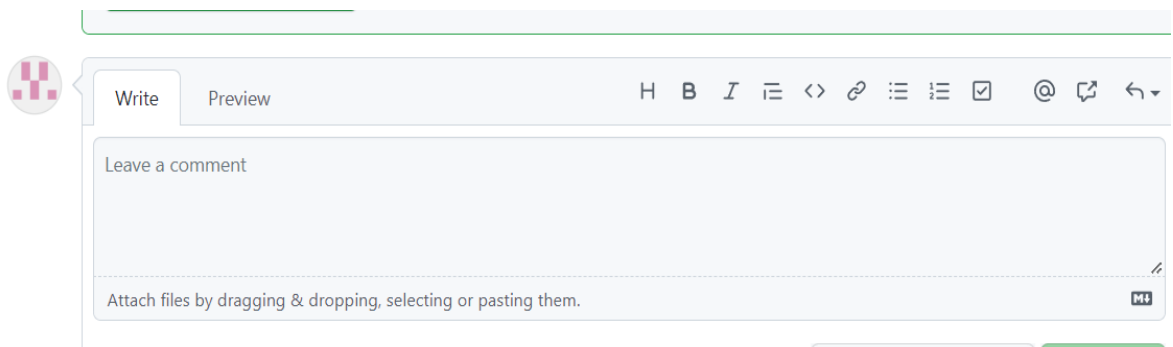 Write Preview H B I <> @
Leave a comment
Attach files by dragging & dropping, selecting or pasting them. M↓